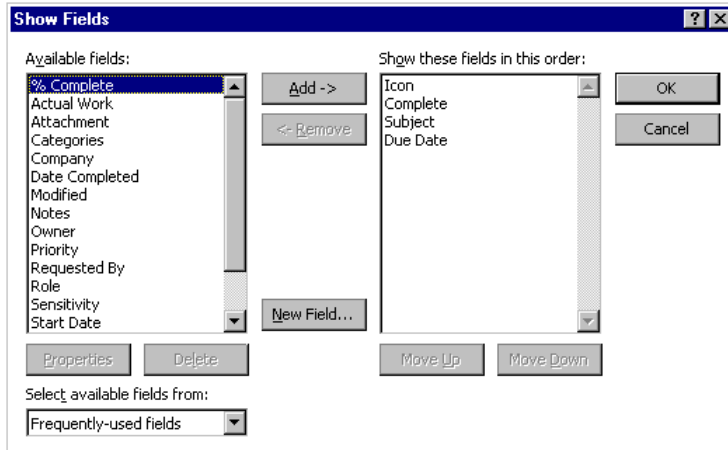 Show Fields
Available fields:
% Complete
Actual Work
Attachment
Categories
Company
Date Completed
Modified
Notes
Owner
Priority
Requested By
Role
Sensitivity
Start Date
Add ->
<- Remove
New Field...
Show these fields in this order:
Icon
Complete
Subject
Due Date
OK
Cancel
Properties
Delete
Move Up
Move Down
Select available fields from:
Frequently-used fields